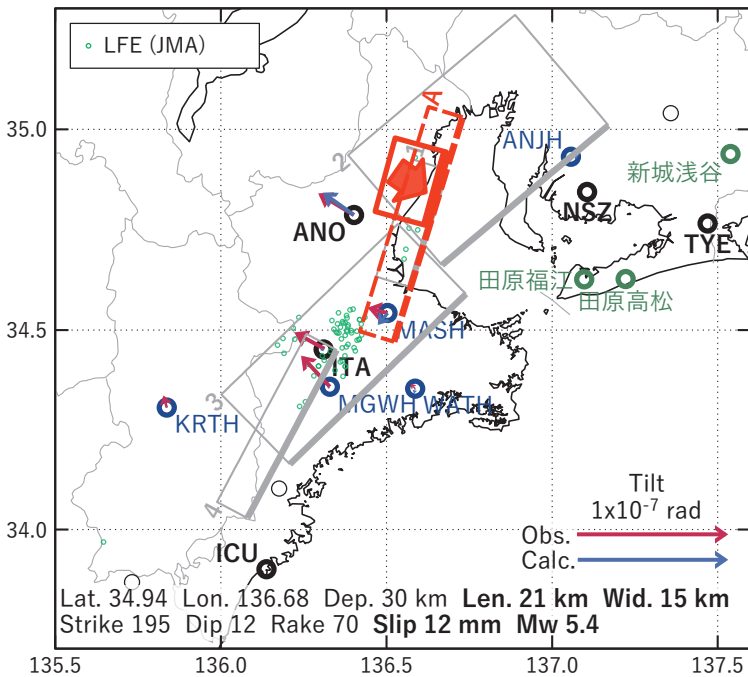 LFE (JMA)
A
35.0
1
2
ANJH
新城浅谷
NSZ
ANO
TYE
田原福江
田原高松
34.5
MASH
ITA
3
MGWH
WATH
KRTH
Tilt
1x10⁻⁷ rad
4
34.0
Obs.
Calc.
ICU
Lat. 34.94 Lon. 136.68 Dep. 30 km Len. 21 km Wid. 15 km
Strike 195 Dip 12 Rake 70 Slip 12 mm Mw 5.4
135.5 136.0 136.5 137.0 137.5